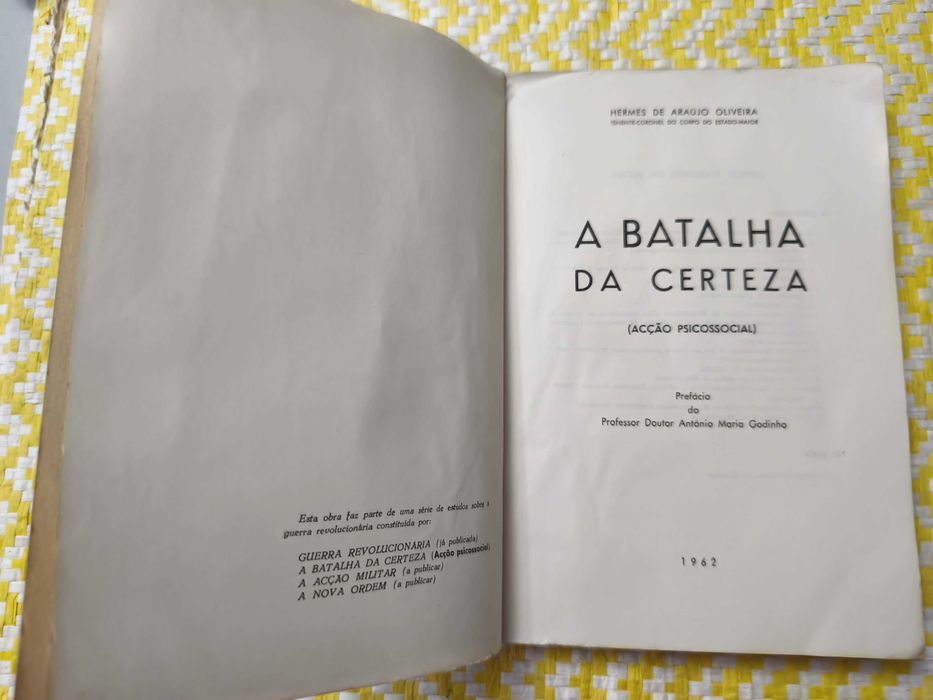 Esta obra faz parte de uma série de estudos sobre a
guerra revolucionária constituída por:
GUERRA REVOLUCIONÁRIA (já publicada)
A BATALHA DA CERTEZA (Acção psicossocial)
A ACÇÃO MILITAR (a publicar)
A NOVA ORDEM (a publicar)
HERMES DE ARAÚJO OLIVEIRA
TENENTE-CORONEL DO CORPO DO ESTADO-MAIOR
A BATALHA
DA CERTEZA
(ACÇÃO PSICOSSOCIAL)
Prefácio
do
Professor Doutor António Maria Godinho
1962